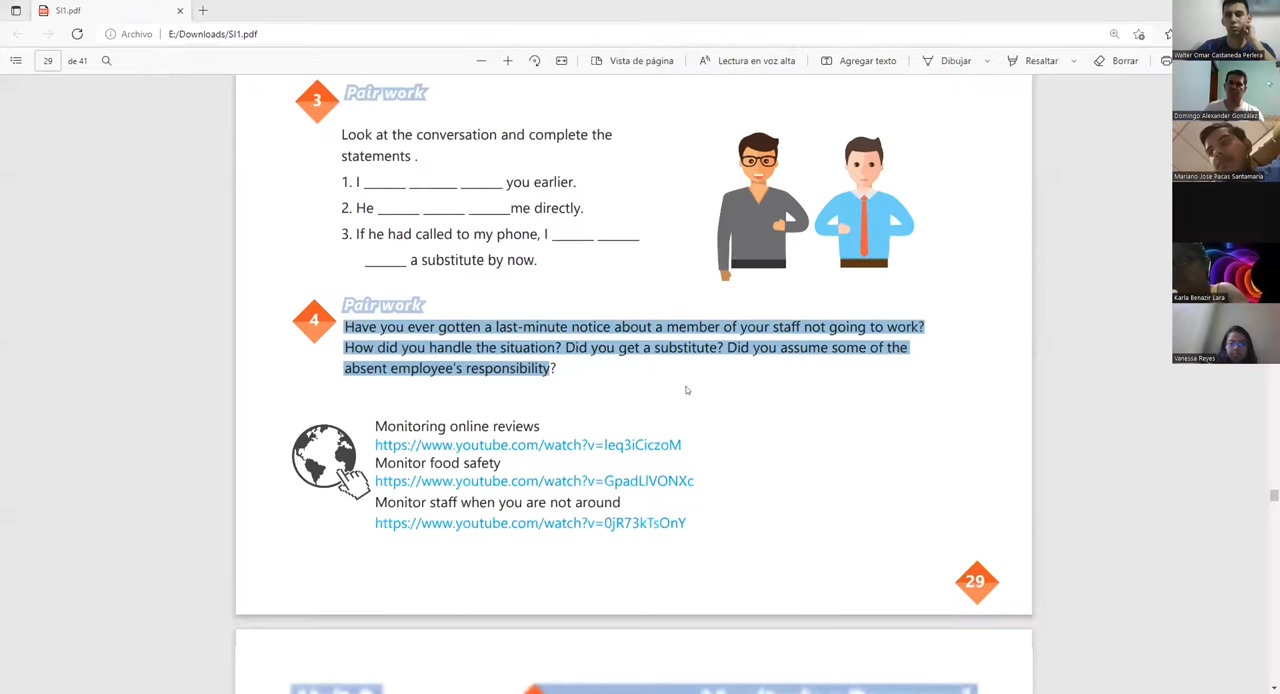 SI1.pdf
Archivo
E:/Downloads/SI1.pdf
29 de 41
Vista de página
Lectura en voz alta
Agregar texto
Dibujar
Resaltar
Borrar
3
Pair work
Look at the conversation and complete the
statements .
1. I ______ ______ ______ you earlier.
2. He ______ ______ ______me directly.
3. If he had called to my phone, I ______ ______
______ a substitute by now.
4
Pair work
Have you ever gotten a last-minute notice about a member of your staff not going to work?
How did you handle the situation? Did you get a substitute? Did you assume some of the
absent employee's responsibility?
Monitoring online reviews
https://www.youtube.com/watch?v=leq3iCiczoM
Monitor food safety
https://www.youtube.com/watch?v=GpadLlVONXc
Monitor staff when you are not around
https://www.youtube.com/watch?v=0jR73kTsOnY
29
Walter Omar Castaneda Perlera
Domingo Alexander González
Mariano Jose Pacas Santamaría
Karla Benazir Lara
Vanessa Reyes